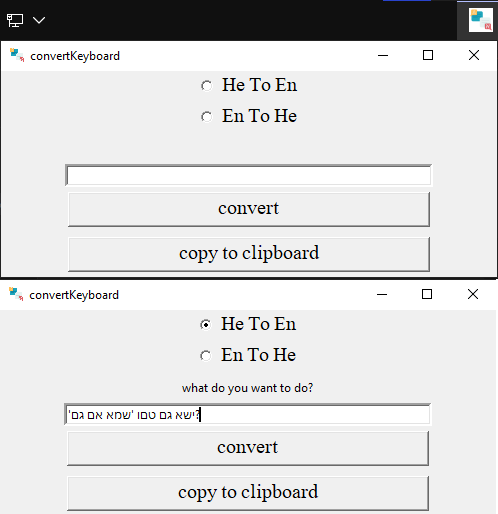 convertKeyboard
He To En
En To He
convert
copy to clipboard
convertKeyboard
He To En
En To He
what do you want to do?
'ישא גם טםו 'שמא אם גם?
convert
copy to clipboard